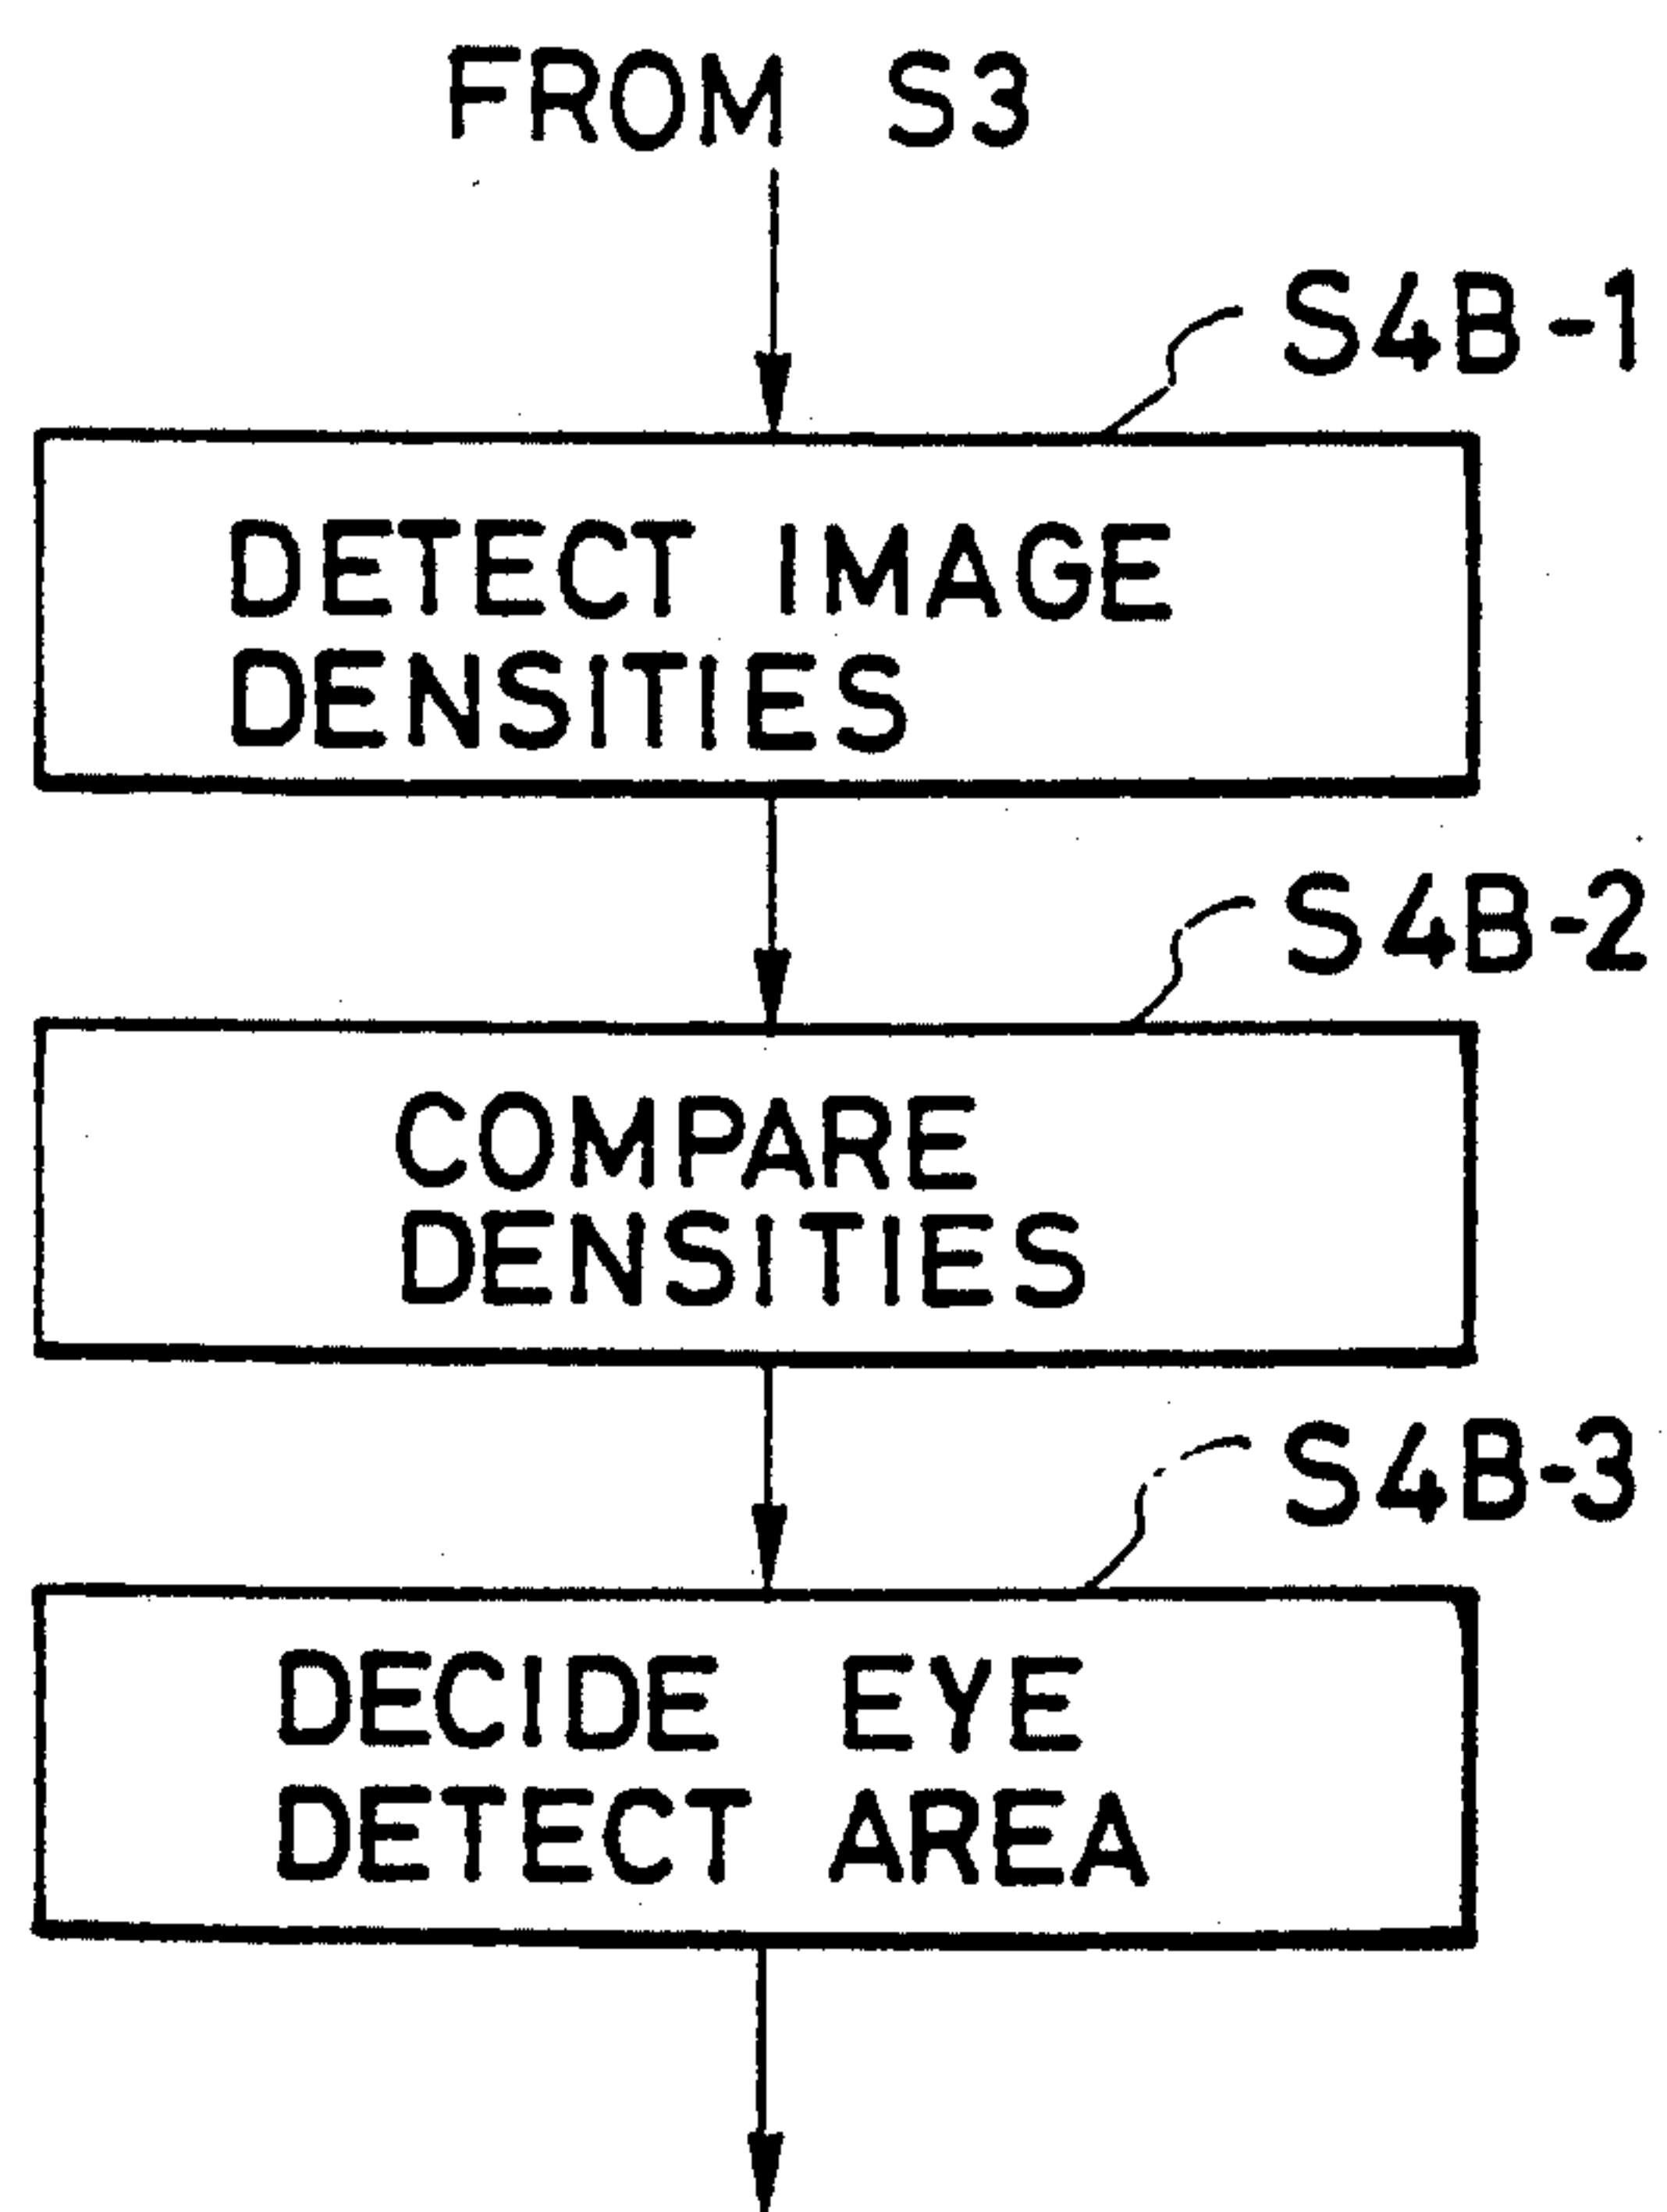 FROM S3
S4B-1
DETECT IMAGE
DENSITIES
S4B-2
COMPARE
DENSITIES
S4B-3
DECIDE EYE
DETECT AREA